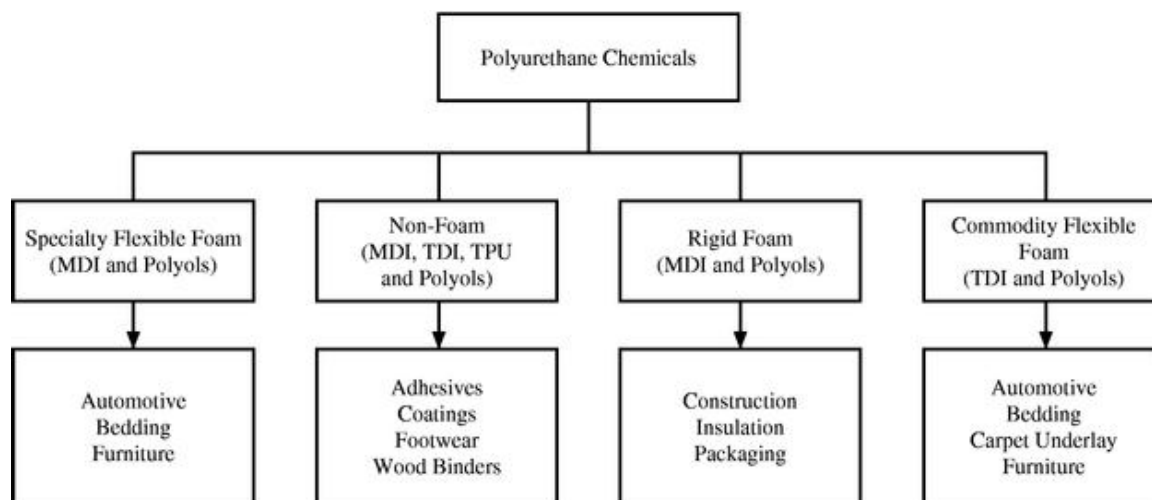 Polyurethane Chemicals
Specialty Flexible Foam
(MDI and Polyols)
Non-Foam
(MDI, TDI, TPU
and Polyols)
Rigid Foam
(MDI and Polyols)
Commodity Flexible
Foam
(TDI and Polyols)
Automotive
Bedding
Furniture
Adhesives
Coatings
Footwear
Wood Binders
Construction
Insulation
Packaging
Automotive
Bedding
Carpet Underlay
Furniture